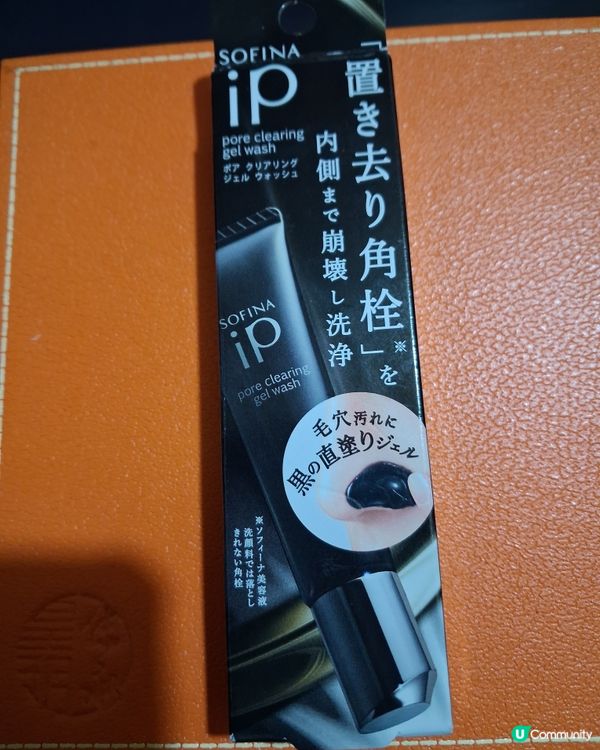 SOFINA
iP
pore clearing
gel wash
ポア クリアリング
ジェル ウォッシュ
「置き去り角栓」※を
内側まで崩壊し洗浄
SOFINA
iP
pore clearing
gel wash
毛穴汚れに
黒の直塗りジェル
※ソフィーナ美容液
洗顔料では落とし
きれない角栓
U Community